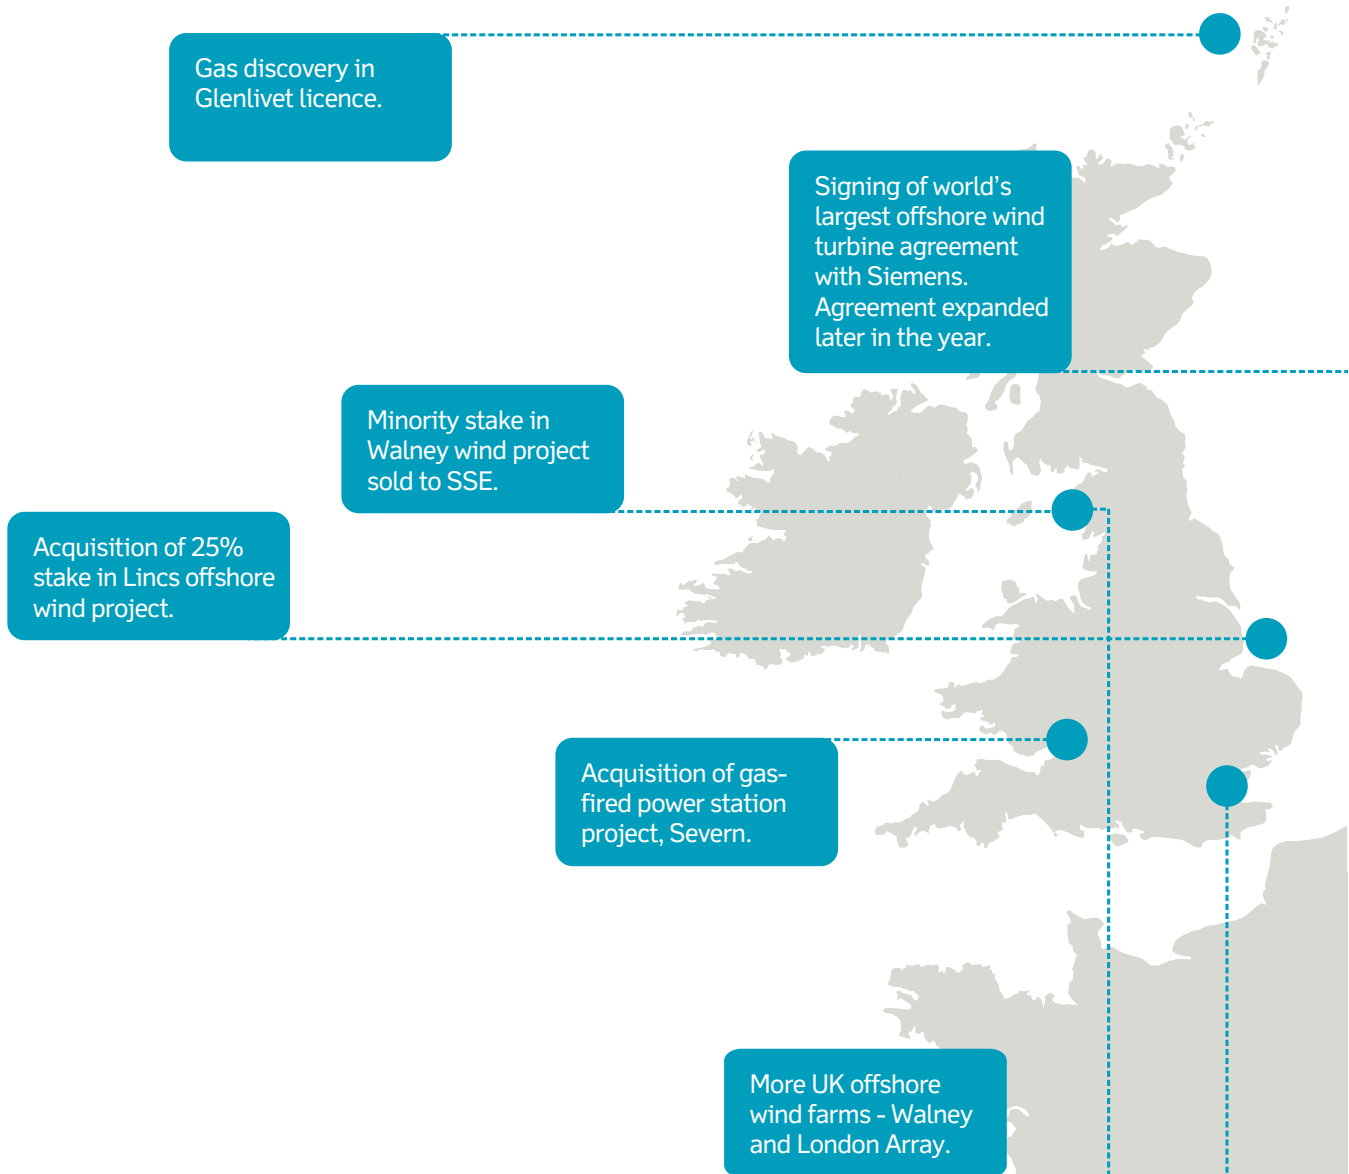 Gas discovery in
Glenlivet licence.
Signing of world’s
largest offshore wind
turbine agreement
with Siemens.
Agreement expanded
later in the year.
Minority stake in
Walney wind project
sold to SSE.
Acquisition of 25%
stake in Lincs offshore
wind project.
Acquisition of gas-
fired power station
project, Severn.
More UK offshore
wind farms - Walney
and London Array.